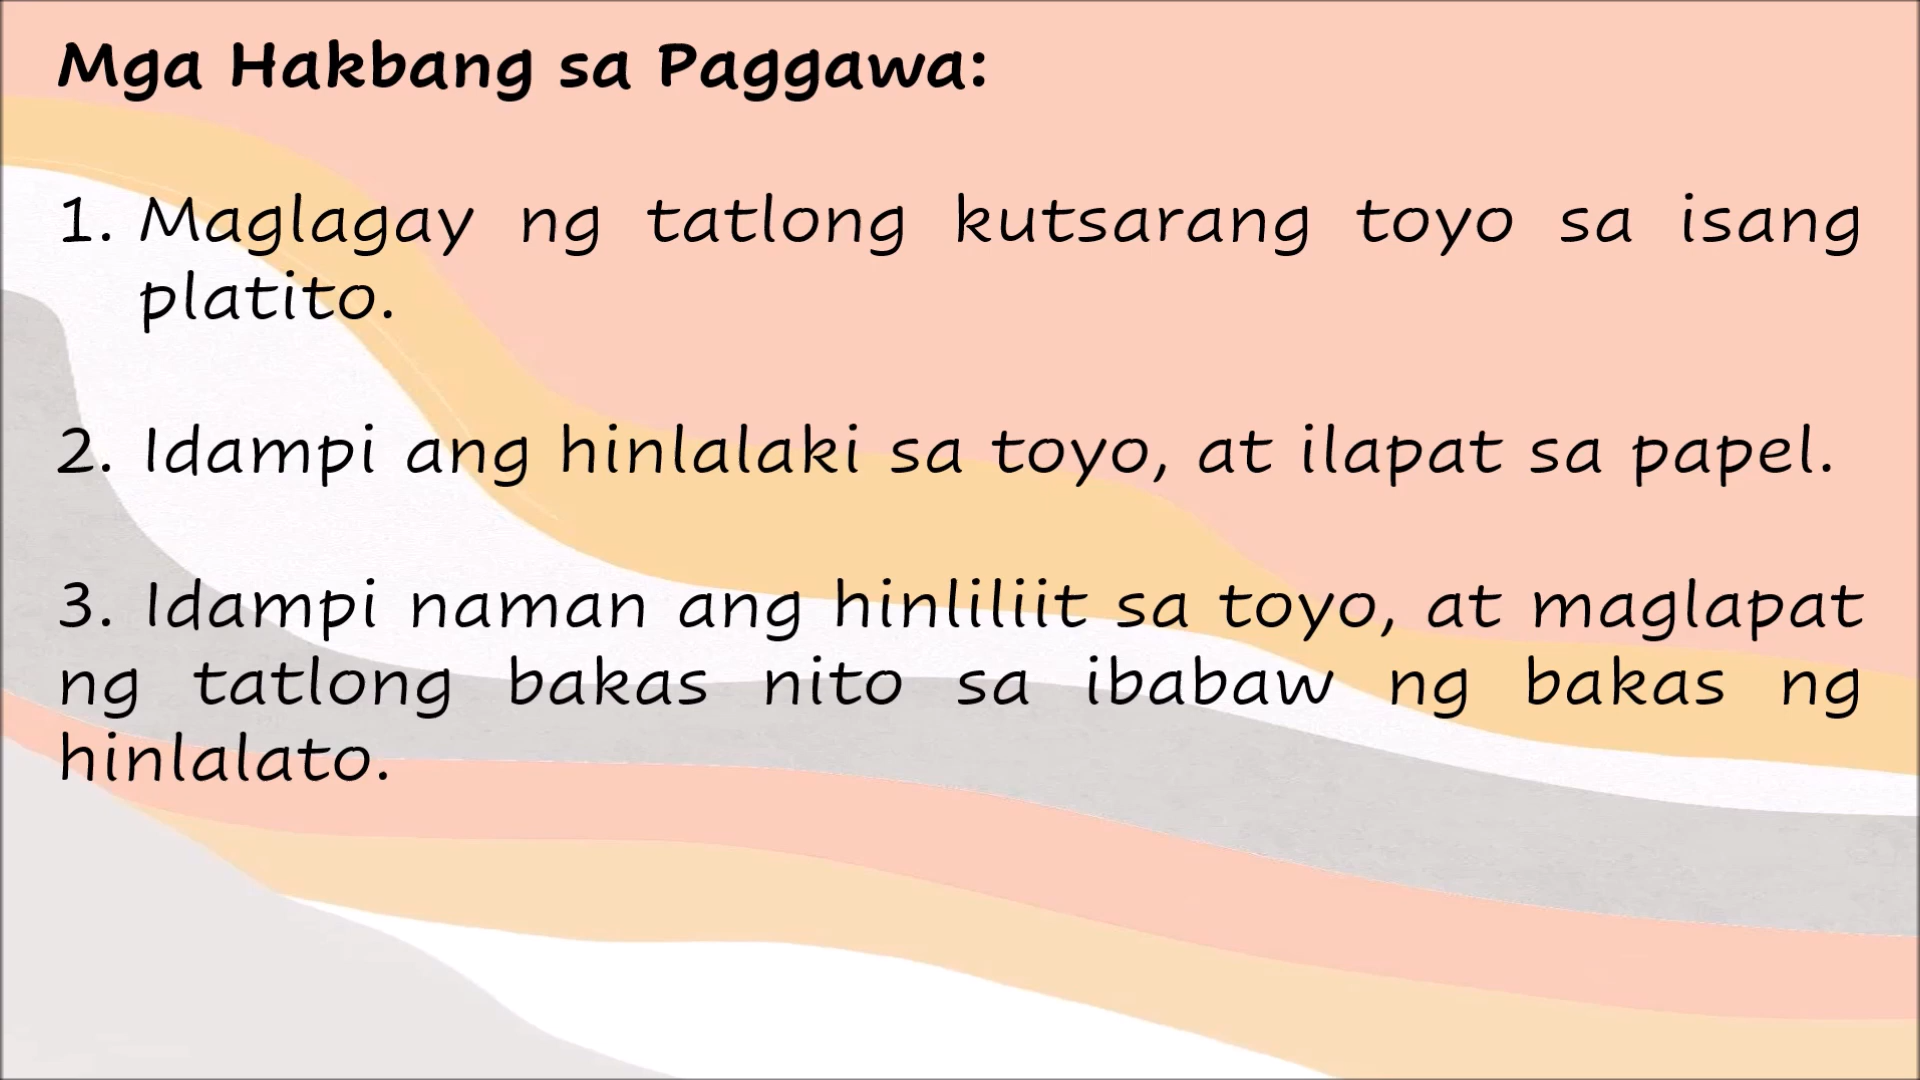 Mga Hakbang sa Paggawa:
1. Maglagay ng tatlong kutsarang toyo sa isang
platito.
2. Idampi ang hinlalaki sa toyo, at ilapat sa papel.
3. Idampi naman ang hinliliit sa toyo, at maglapat
ng tatlong bakas nito sa ibabaw ng bakas ng
hinlalato.